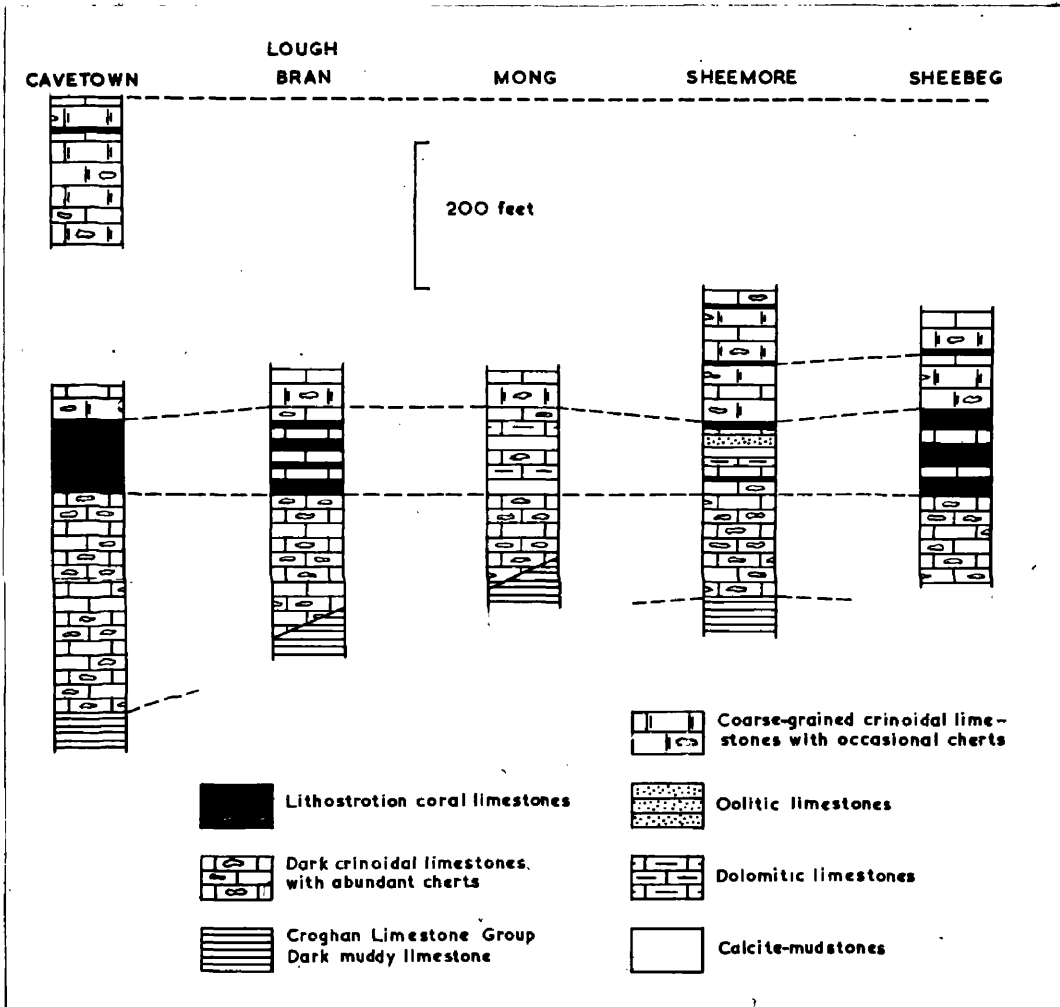 LOUGH
CAVETOWN BRAN MONG SHEEMORE SHEEBEG
200 feet
Coarse-grained crinoidal lime-
stones with occasional cherts
Lithostrotion coral limestones
Oolitic limestones
Dark crinoidal limestones
with abundant cherts
Dolomitic limestones
Croghan Limestone Group
Dark muddy limestone
Calcite-mudstones